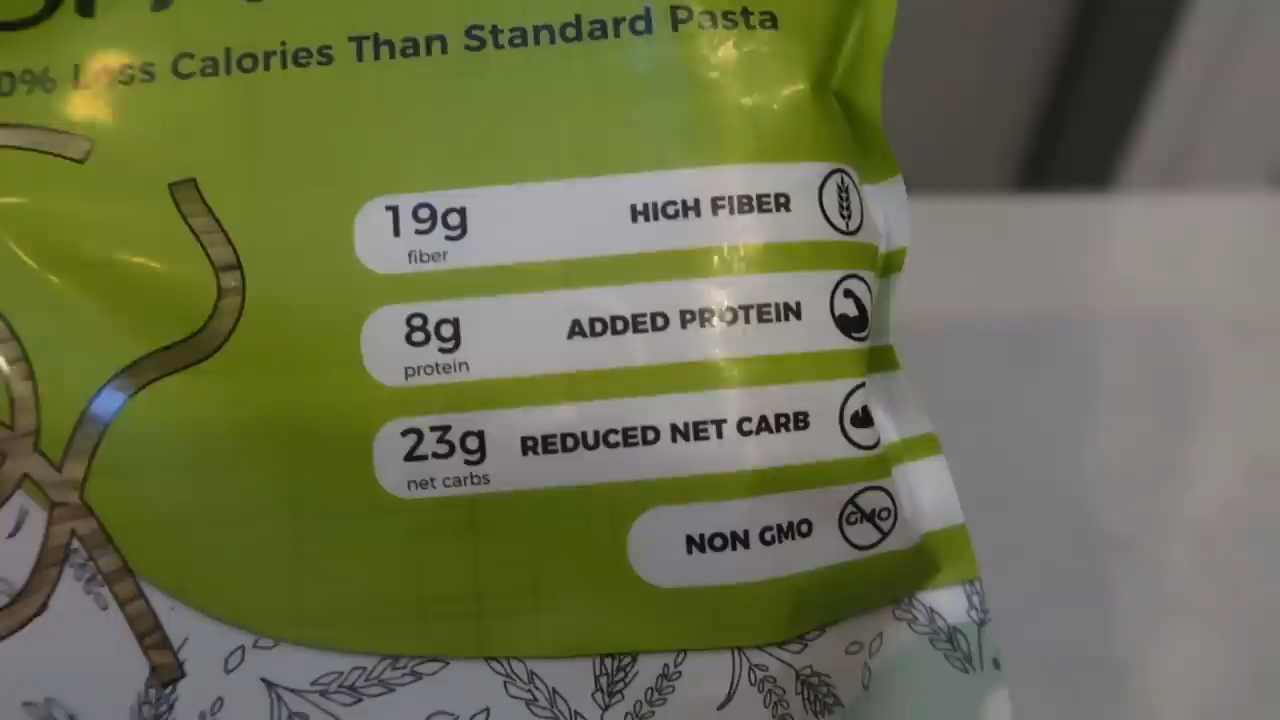 Less Calories Than Standard Pasta
19g HIGH FIBER
fiber
8g ADDED PROTEIN
protein
23g REDUCED NET CARB
net carbs
NON GMO GMO